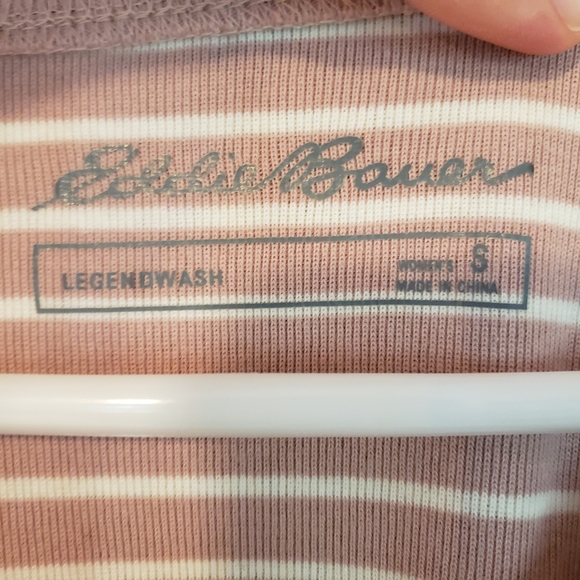 Eddie Bauer
LEGENDWASH
WOMEN'S S
MADE IN CHINA